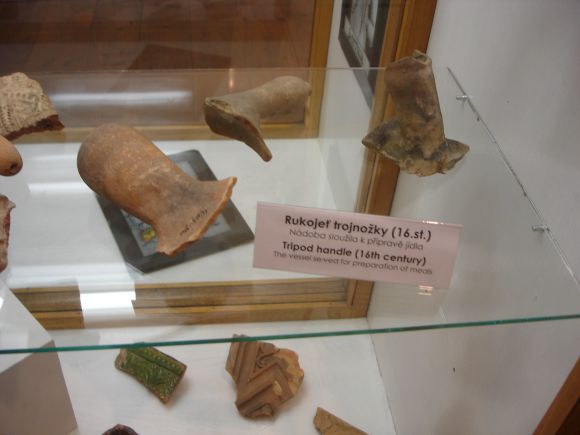 Rukojeť trojnožky (16.st.)
Nádoba sloužila k přípravě jídla
Tripod handle (16th century)
The vessel served for preparation of meals